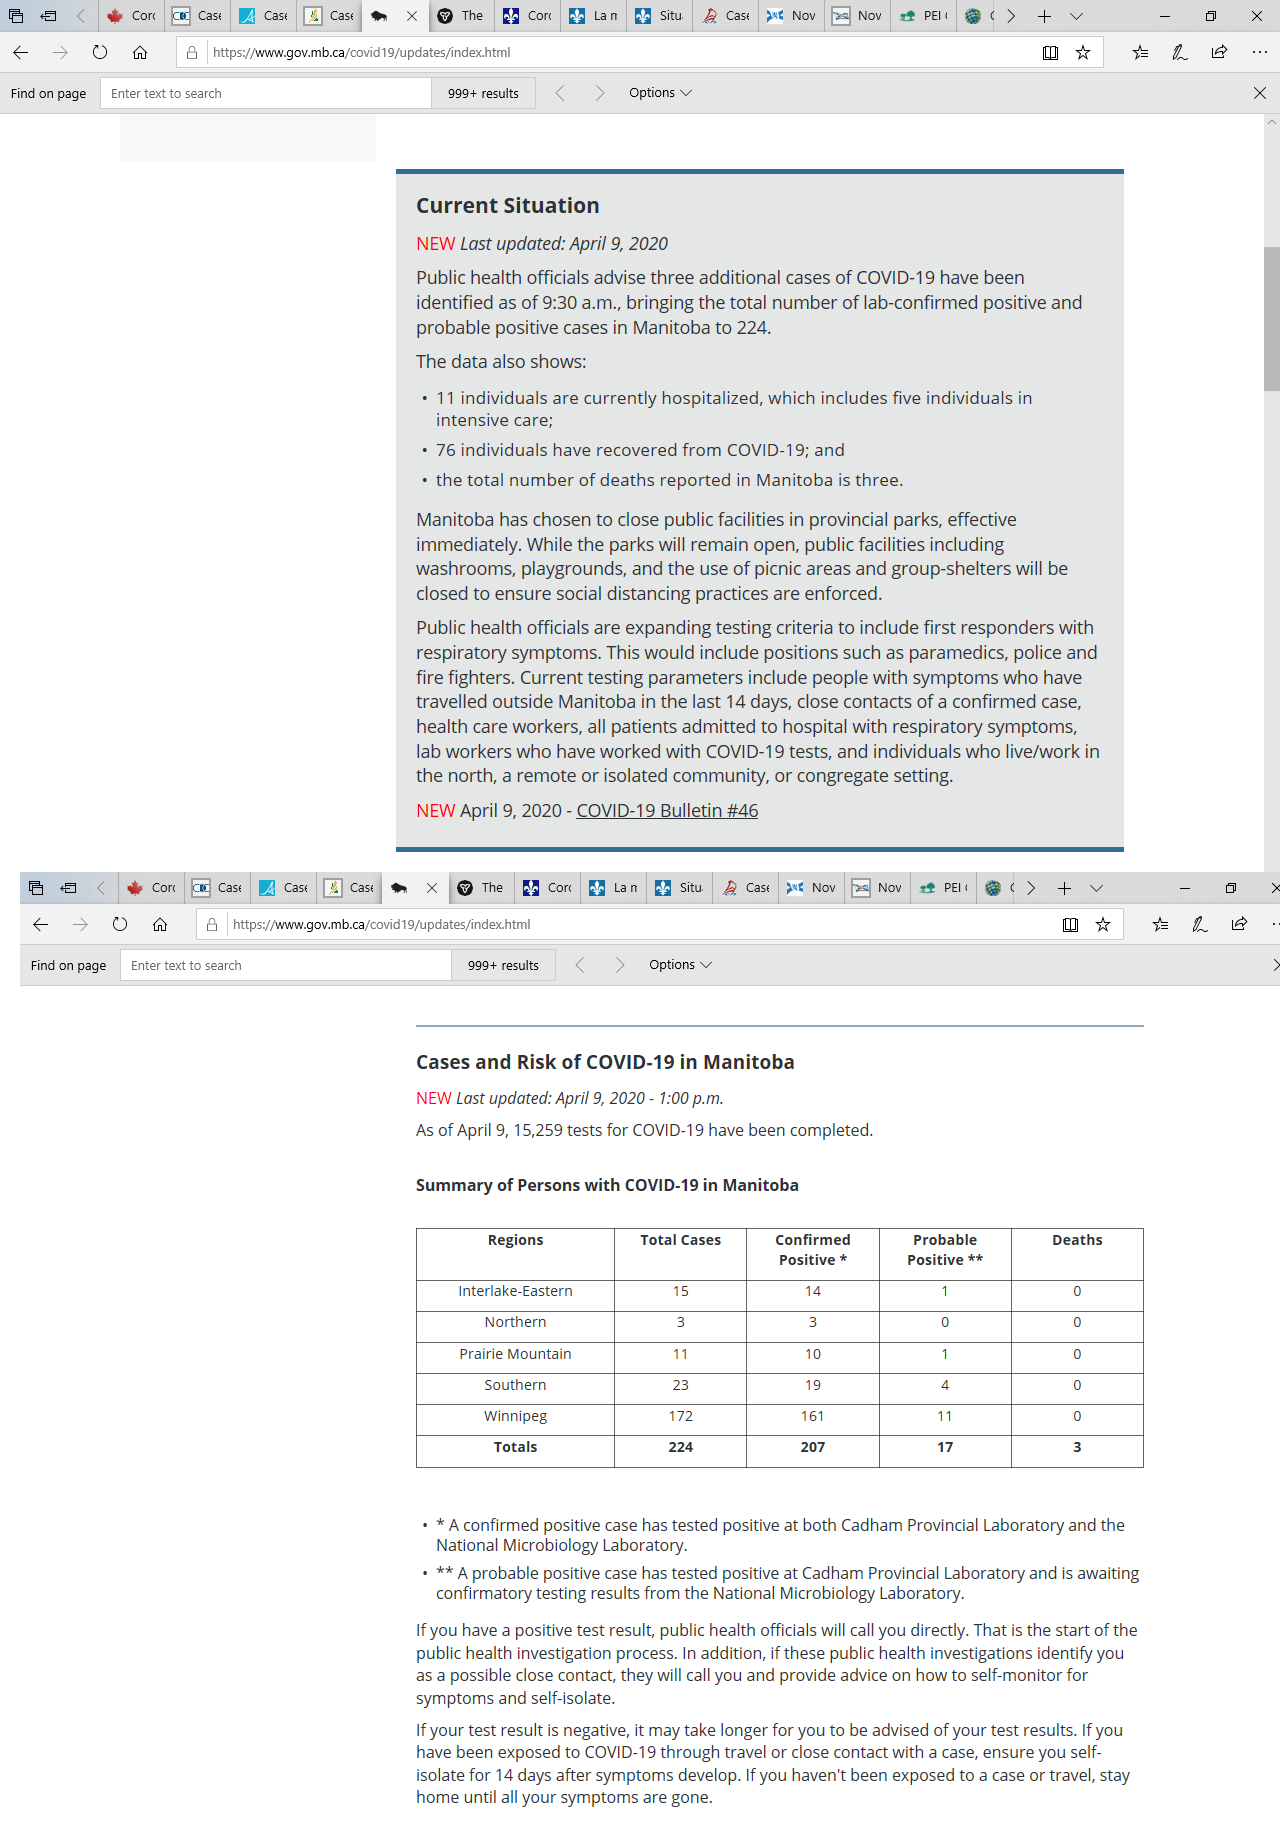 Corc Case Case Case The Corc La n Situ Case Nov Nov PEI
https://www.gov.mb.ca/covid19/updates/index.html
Find on page Enter text to search 999+ results Options
Current Situation
NEW Last updated: April 9, 2020
Public health officials advise three additional cases of COVID-19 have been
identified as of 9:30 a.m., bringing the total number of lab-confirmed positive and
probable positive cases in Manitoba to 224.
The data also shows:
• 11 individuals are currently hospitalized, which includes five individuals in
intensive care;
• 76 individuals have recovered from COVID-19; and
• the total number of deaths reported in Manitoba is three.
Manitoba has chosen to close public facilities in provincial parks, effective
immediately. While the parks will remain open, public facilities including
washrooms, playgrounds, and the use of picnic areas and group-shelters will be
closed to ensure social distancing practices are enforced.
Public health officials are expanding testing criteria to include first responders with
respiratory symptoms. This would include positions such as paramedics, police and
fire fighters. Current testing parameters include people with symptoms who have
travelled outside Manitoba in the last 14 days, close contacts of a confirmed case,
health care workers, all patients admitted to hospital with respiratory symptoms,
lab workers who have worked with COVID-19 tests, and individuals who live/work in
the north, a remote or isolated community, or congregate setting.
NEW April 9, 2020 - COVID-19 Bulletin #46
Corc Case Case Case The Corc La n Situ Case Nov Nov PEI
https://www.gov.mb.ca/covid19/updates/index.html
Find on page Enter text to search 999+ results Options
Cases and Risk of COVID-19 in Manitoba
NEW Last updated: April 9, 2020 - 1:00 p.m.
As of April 9, 15,259 tests for COVID-19 have been completed.
Summary of Persons with COVID-19 in Manitoba
Regions Total Cases Confirmed Positive * Probable Positive ** Deaths
Interlake-Eastern 15 14 1 0
Northern 3 3 0 0
Prairie Mountain 11 10 1 0
Southern 23 19 4 0
Winnipeg 172 161 11 0
Totals 224 207 17 3
• * A confirmed positive case has tested positive at both Cadham Provincial Laboratory and the
National Microbiology Laboratory.
• ** A probable positive case has tested positive at Cadham Provincial Laboratory and is awaiting
confirmatory testing results from the National Microbiology Laboratory.
If you have a positive test result, public health officials will call you directly. That is the start of the
public health investigation process. In addition, if these public health investigations identify you
as a possible close contact, they will call you and provide advice on how to self-monitor for
symptoms and self-isolate.
If your test result is negative, it may take longer for you to be advised of your test results. If you
have been exposed to COVID-19 through travel or close contact with a case, ensure you self-
isolate for 14 days after symptoms develop. If you haven't been exposed to a case or travel, stay
home until all your symptoms are gone.